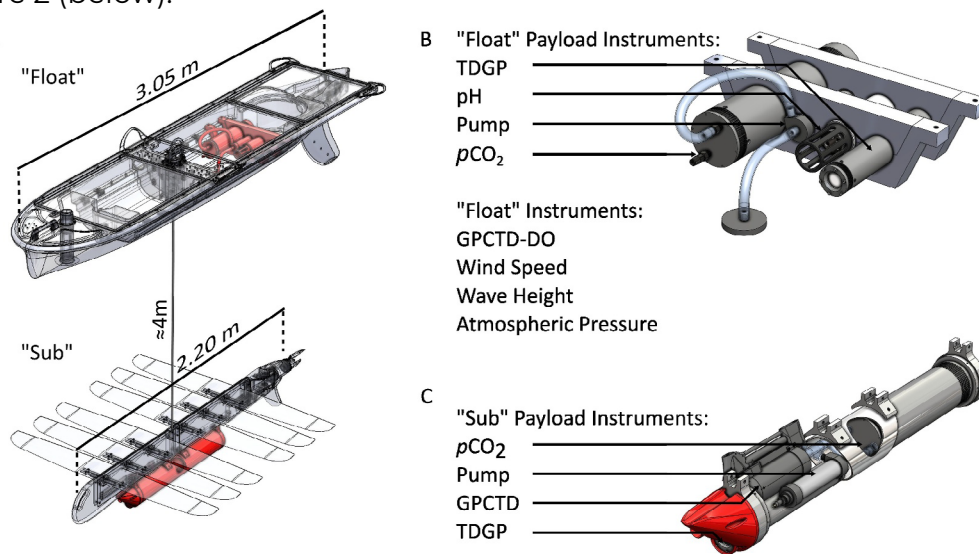 "Float"
3.05 m
≈4m
"Sub"
2.20 m
B "Float" Payload Instruments:
TDGP
pH
Pump
pCO₂
"Float" Instruments:
GPCTD-DO
Wind Speed
Wave Height
Atmospheric Pressure
C
"Sub" Payload Instruments:
pCO₂
Pump
GPCTD
TDGP